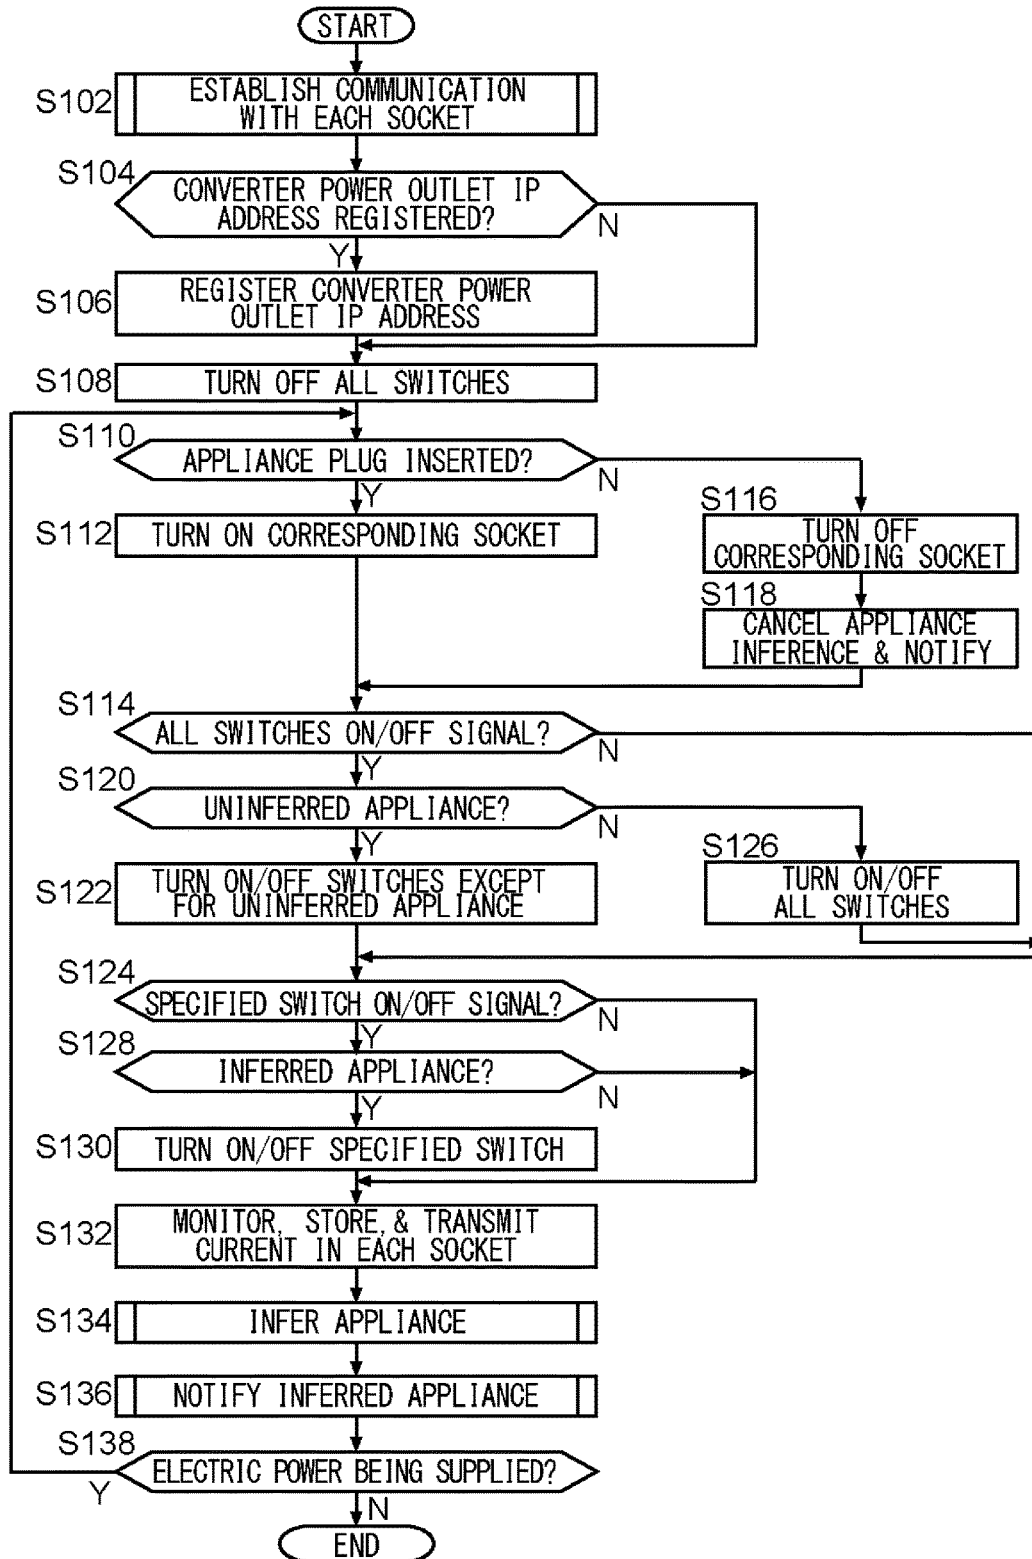 START
S102
ESTABLISH COMMUNICATION
WITH EACH SOCKET
S104
CONVERTER POWER OUTLET IP
ADDRESS REGISTERED?
N
Y
S106
REGISTER CONVERTER POWER
OUTLET IP ADDRESS
S108
TURN OFF ALL SWITCHES
S110
APPLIANCE PLUG INSERTED?
N
Y
S112
TURN ON CORRESPONDING SOCKET
S116
TURN OFF
CORRESPONDING SOCKET
S118
CANCEL APPLIANCE
INFERENCE & NOTIFY
S114
ALL SWITCHES ON/OFF SIGNAL?
N
Y
S120
UNINFERRED APPLIANCE?
N
Y
S122
TURN ON/OFF SWITCHES EXCEPT
FOR UNINFERRED APPLIANCE
S126
TURN ON/OFF
ALL SWITCHES
S124
SPECIFIED SWITCH ON/OFF SIGNAL?
N
Y
S128
INFERRED APPLIANCE?
N
Y
S130
TURN ON/OFF SPECIFIED SWITCH
S132
MONITOR, STORE, & TRANSMIT
CURRENT IN EACH SOCKET
S134
INFER APPLIANCE
S136
NOTIFY INFERRED APPLIANCE
S138
ELECTRIC POWER BEING SUPPLIED?
Y
N
END